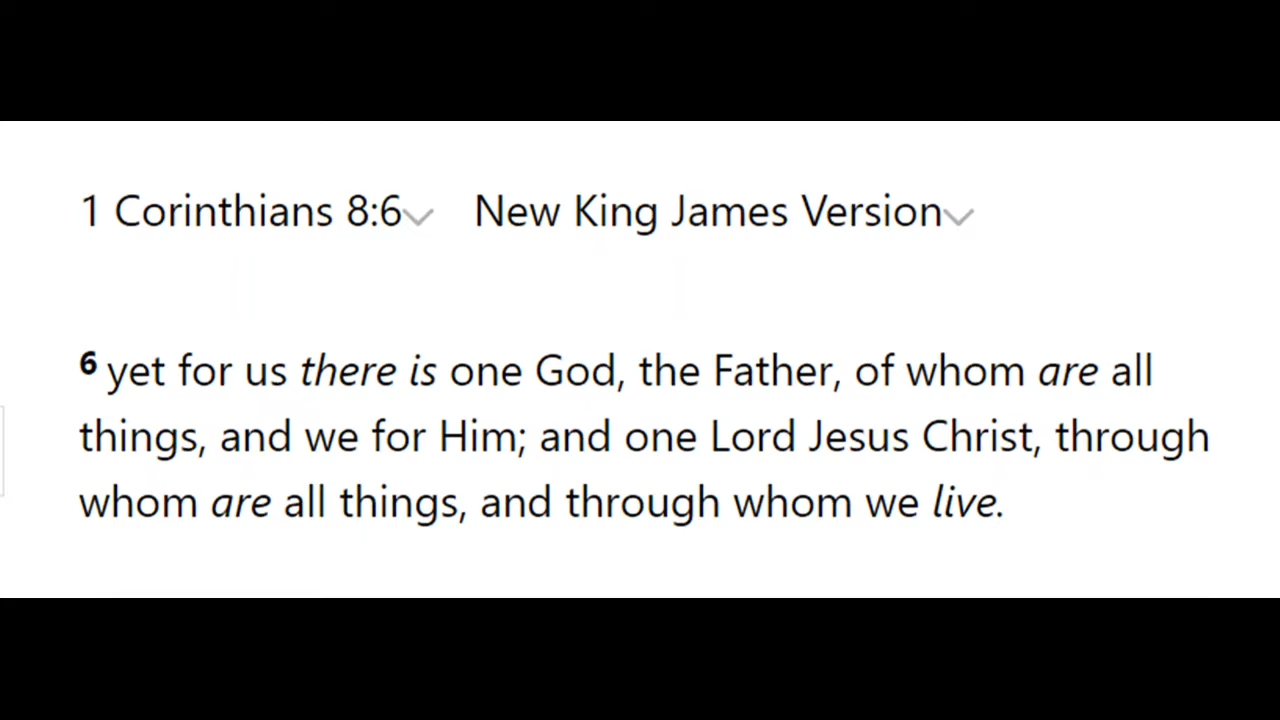 1 Corinthians 8:6 New King James Version
6 yet for us there is one God, the Father, of whom are all
things, and we for Him; and one Lord Jesus Christ, through
whom are all things, and through whom we live.